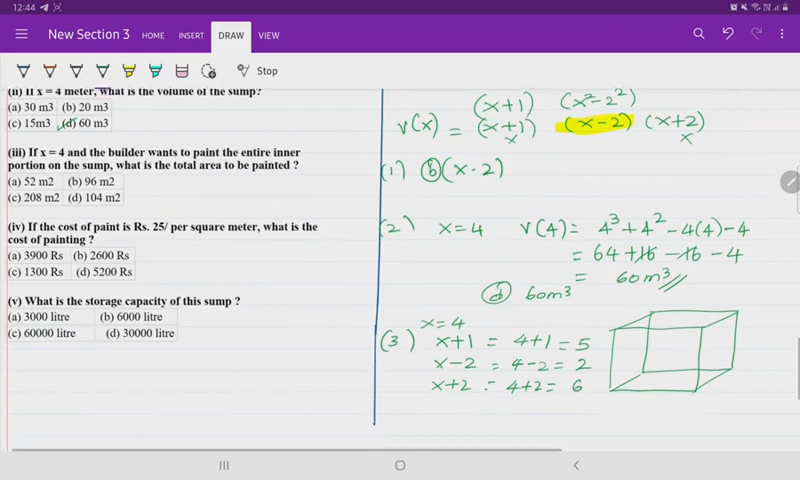 12:44
New Section 3 HOME INSERT DRAW VIEW
Stop
(ii) If x = 4 meter, what is the volume of the sump?
(a) 30 m3 (b) 20 m3
(c) 15m3 (d) 60 m3
(iii) If x = 4 and the builder wants to paint the entire inner
portion on the sump, what is the total area to be painted ?
(a) 52 m2 (b) 96 m2
(c) 208 m2 (d) 104 m2
(iv) If the cost of paint is Rs. 25/ per square meter, what is the
cost of painting ?
(a) 3900 Rs (b) 2600 Rs
(c) 1300 Rs (d) 5200 Rs
(v) What is the storage capacity of this sump ?
(a) 3000 litre (b) 6000 litre
(c) 60000 litre (d) 30000 litre
(x+1) (x²-2²)
v(x) = (x+1) (x-2) (x+2)
x x
(1) b (x-2)
(2) x=4 v(4) = 4³+4²-4(4)-4
= 64+16-16-4
= 60m³
d 60m³
x=4
(3) x+1 = 4+1 = 5
x-2 = 4-2 = 2
x+2 = 4+2 = 6